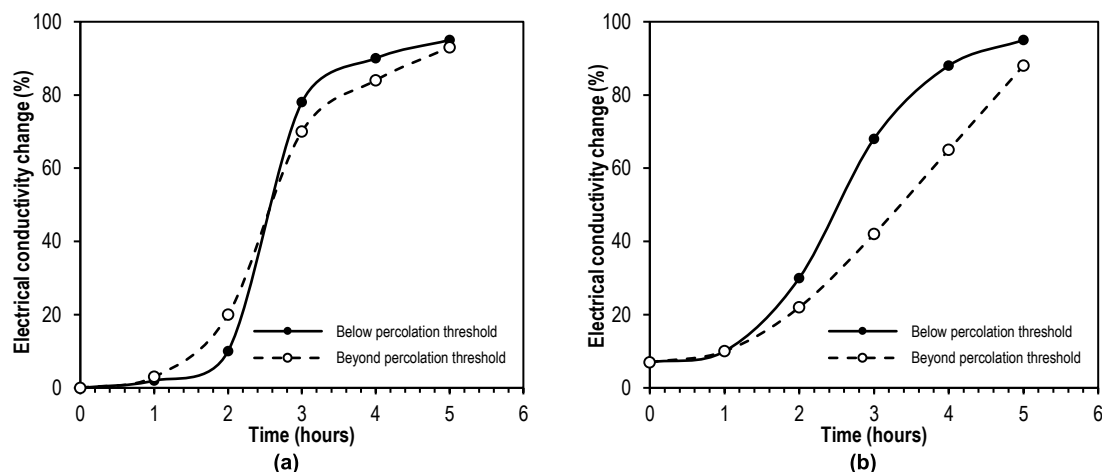 Electrical conductivity change (%)
100
80
60
40
20
0
Below percolation threshold
Beyond percolation threshold
0 1 2 3 4 5 6
Time (hours)
(a)
Electrical conductivity change (%)
100
80
60
40
20
0
Below percolation threshold
Beyond percolation threshold
0 1 2 3 4 5 6
Time (hours)
(b)